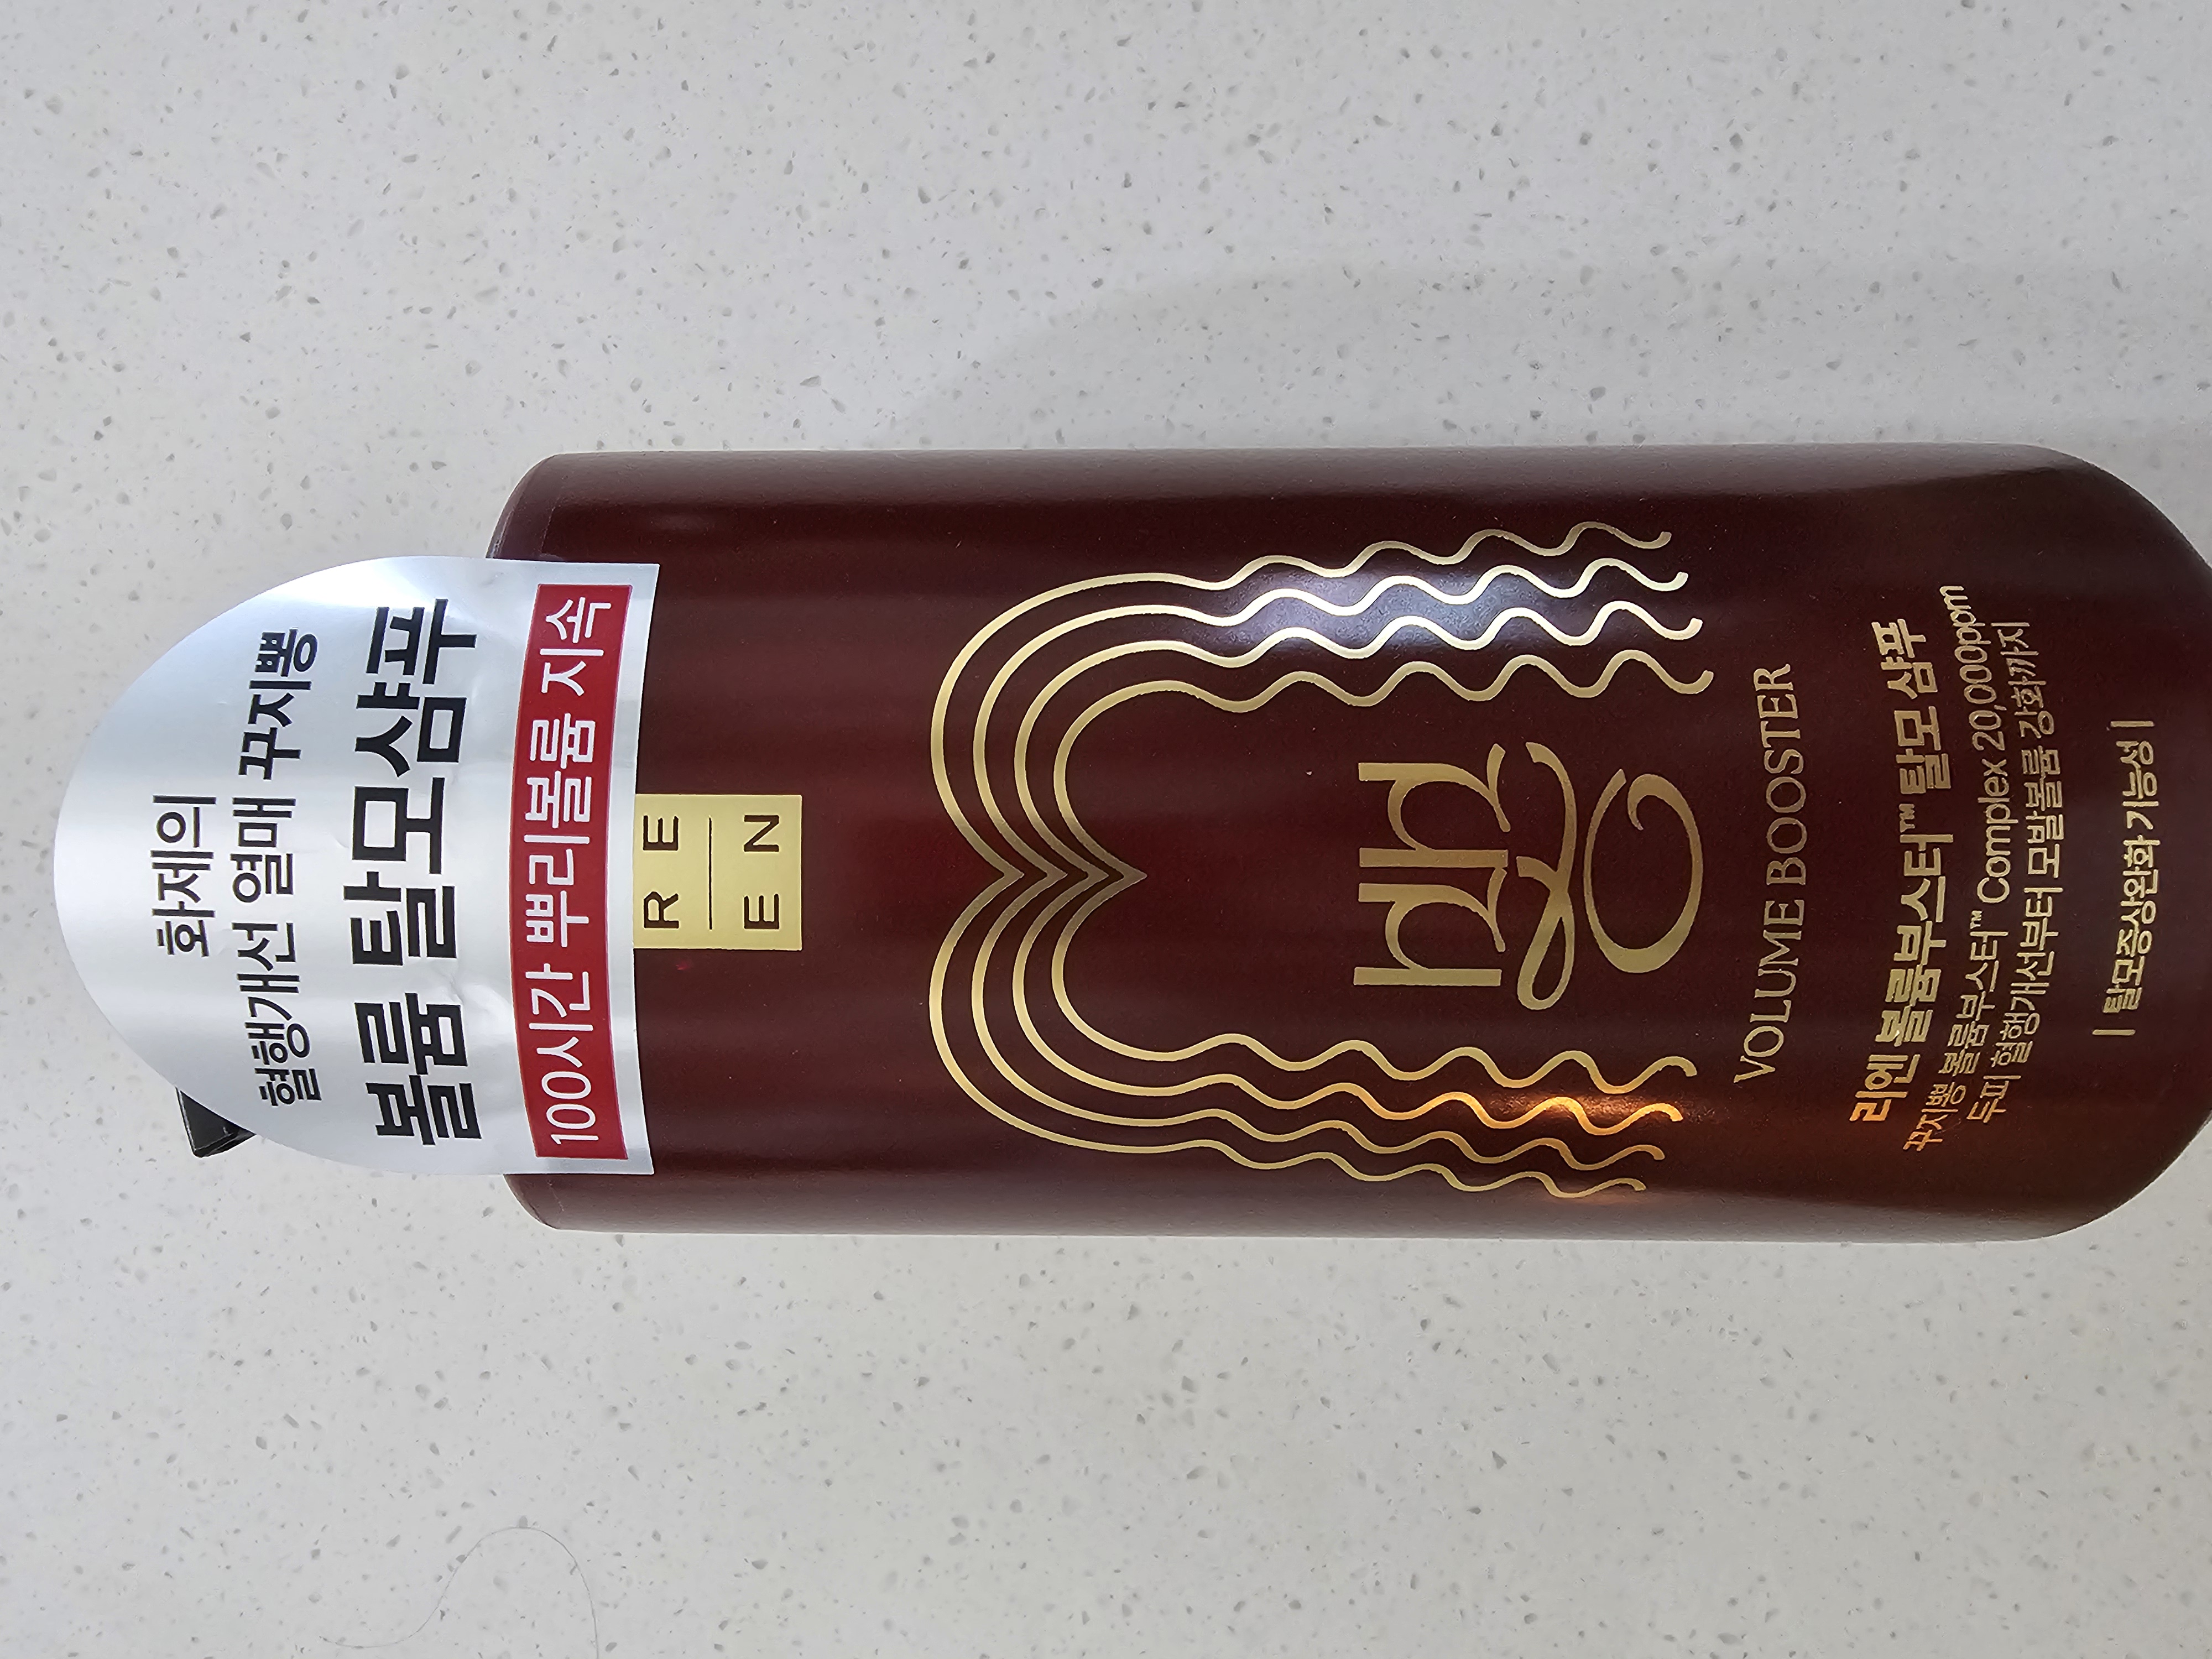 화제의
혈행개선 열매 꾸지뽕
볼륨 탈모샴푸
100시간 뿌리볼륨 지속
RE
EN
뽕
VOLUME BOOSTER
리엔 볼륨부스터™ 탈모 샴푸
꾸지뽕 볼륨부스터™ Complex 20,000ppm
두피 혈행개선부터 모발볼륨 강화까지
| 탈모증상완화 기능성 |